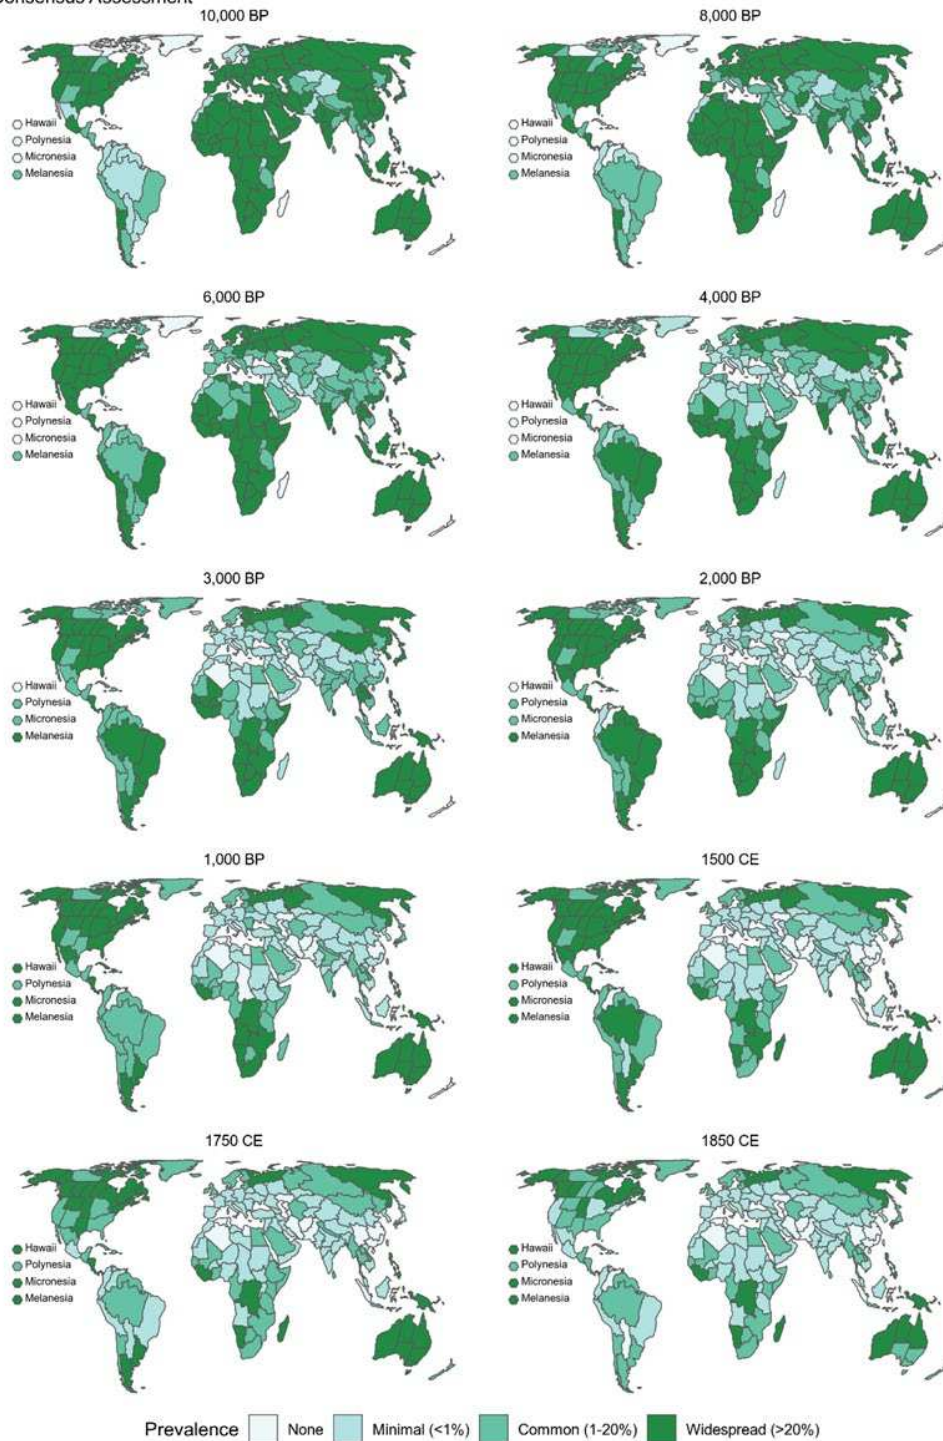 Consensus Assessment
10,000 BP
8,000 BP
Hawaii
Polynesia
Micronesia
Melanesia
Hawaii
Polynesia
Micronesia
Melanesia
6,000 BP
4,000 BP
Hawaii
Polynesia
Micronesia
Melanesia
Hawaii
Polynesia
Micronesia
Melanesia
3,000 BP
2,000 BP
Hawaii
Polynesia
Micronesia
Melanesia
Hawaii
Polynesia
Micronesia
Melanesia
1,000 BP
1500 CE
Hawaii
Polynesia
Micronesia
Melanesia
Hawaii
Polynesia
Micronesia
Melanesia
1750 CE
1850 CE
Hawaii
Polynesia
Micronesia
Melanesia
Hawaii
Polynesia
Micronesia
Melanesia
Prevalence None Minimal (<1%) Common (1-20%) Widespread (>20%)